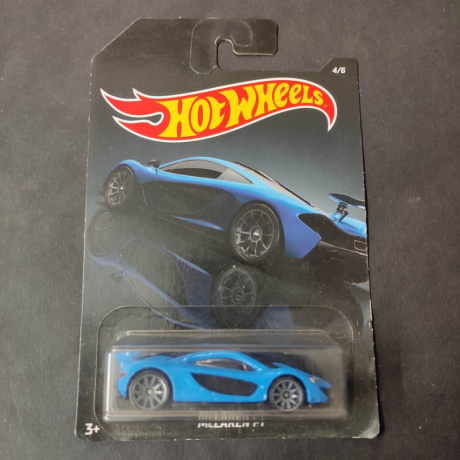 4/5
HOT WHEELS
McLAREN P1
3+